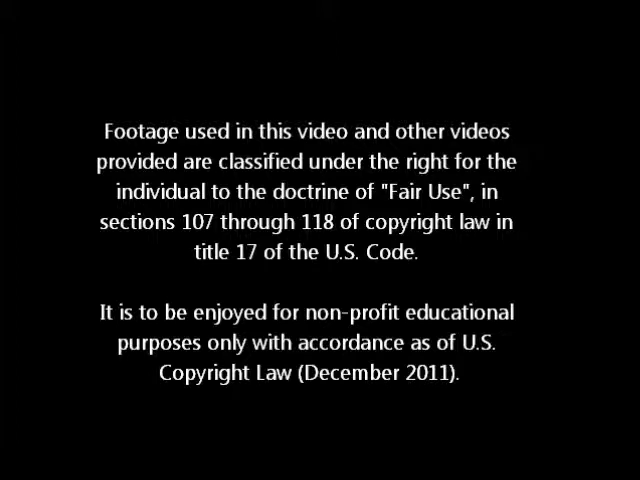 Footage used in this video and other videos
provided are classified under the right for the
individual to the doctrine of "Fair Use", in
sections 107 through 118 of copyright law in
title 17 of the U.S. Code.
It is to be enjoyed for non-profit educational
purposes only with accordance as of U.S.
Copyright Law (December 2011).